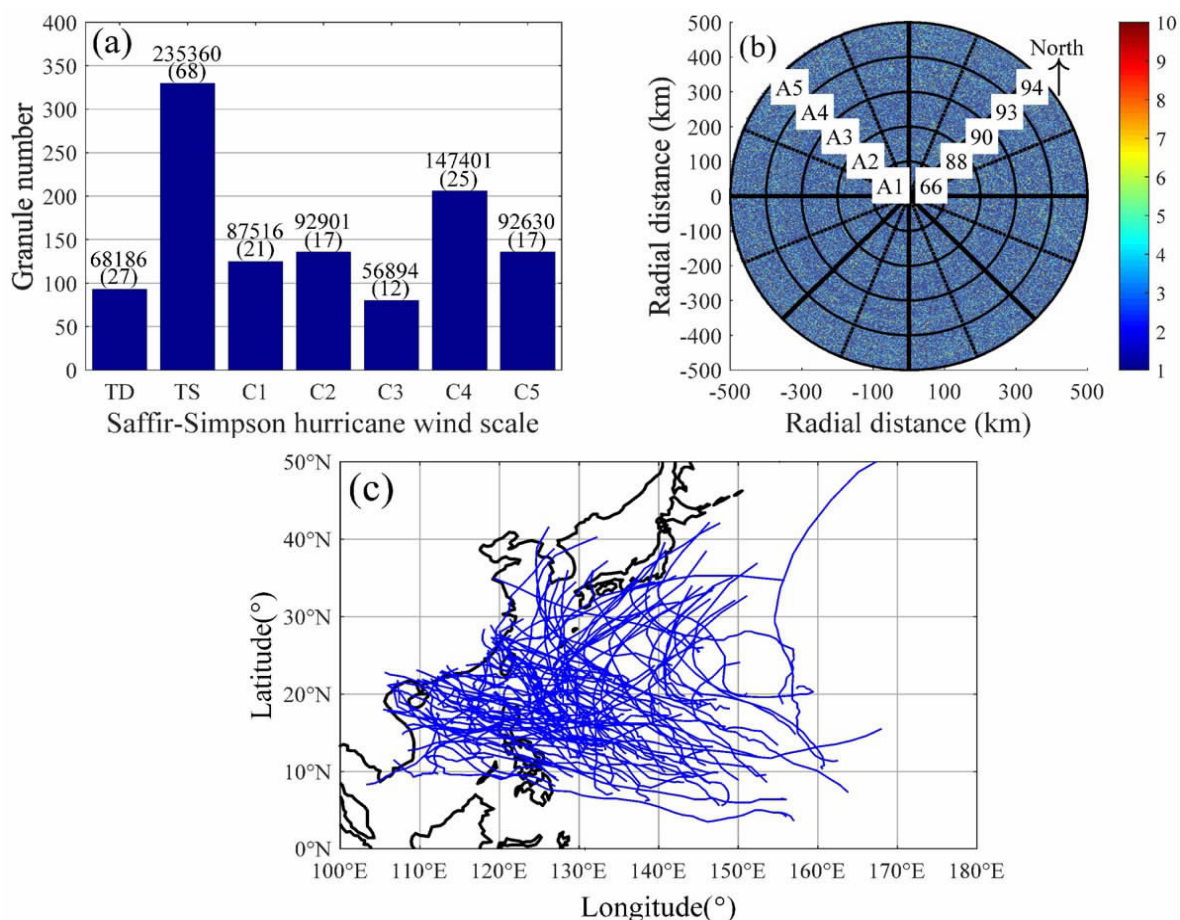 (a)
400
350
300
250
200
150
100
50
0
Granule number
68186
(27)
235360
(68)
87516
(21)
92901
(17)
56894
(12)
147401
(25)
92630
(17)
TD TS C1 C2 C3 C4 C5
Saffir-Simpson hurricane wind scale
(b)
500
400
300
200
100
0
-100
-200
-300
-400
-500
Radial distance (km)
A5
A4
A3
A2
A1
66
88
90
93
94
North
-500 -300 -100 100 300 500
Radial distance (km)
10
9
8
7
6
5
4
3
2
1
(c)
50°N
40°N
30°N
20°N
10°N
0°N
Latitude(°)
100°E 110°E 120°E 130°E 140°E 150°E 160°E 170°E 180°E
Longitude(°)